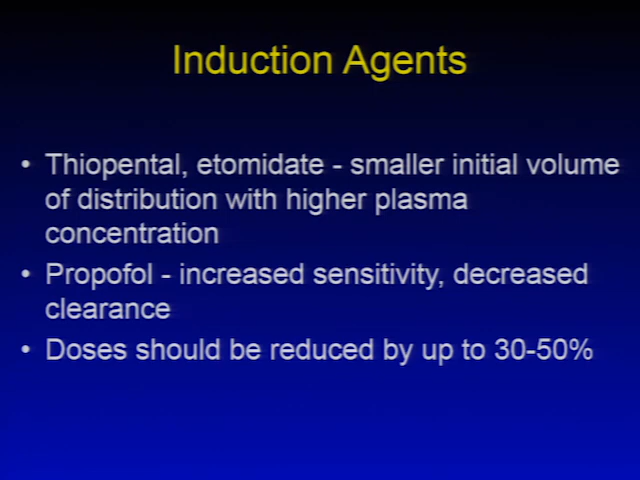 Induction Agents
• Thiopental, etomidate - smaller initial volume
of distribution with higher plasma
concentration
• Propofol - increased sensitivity, decreased
clearance
• Doses should be reduced by up to 30-50%